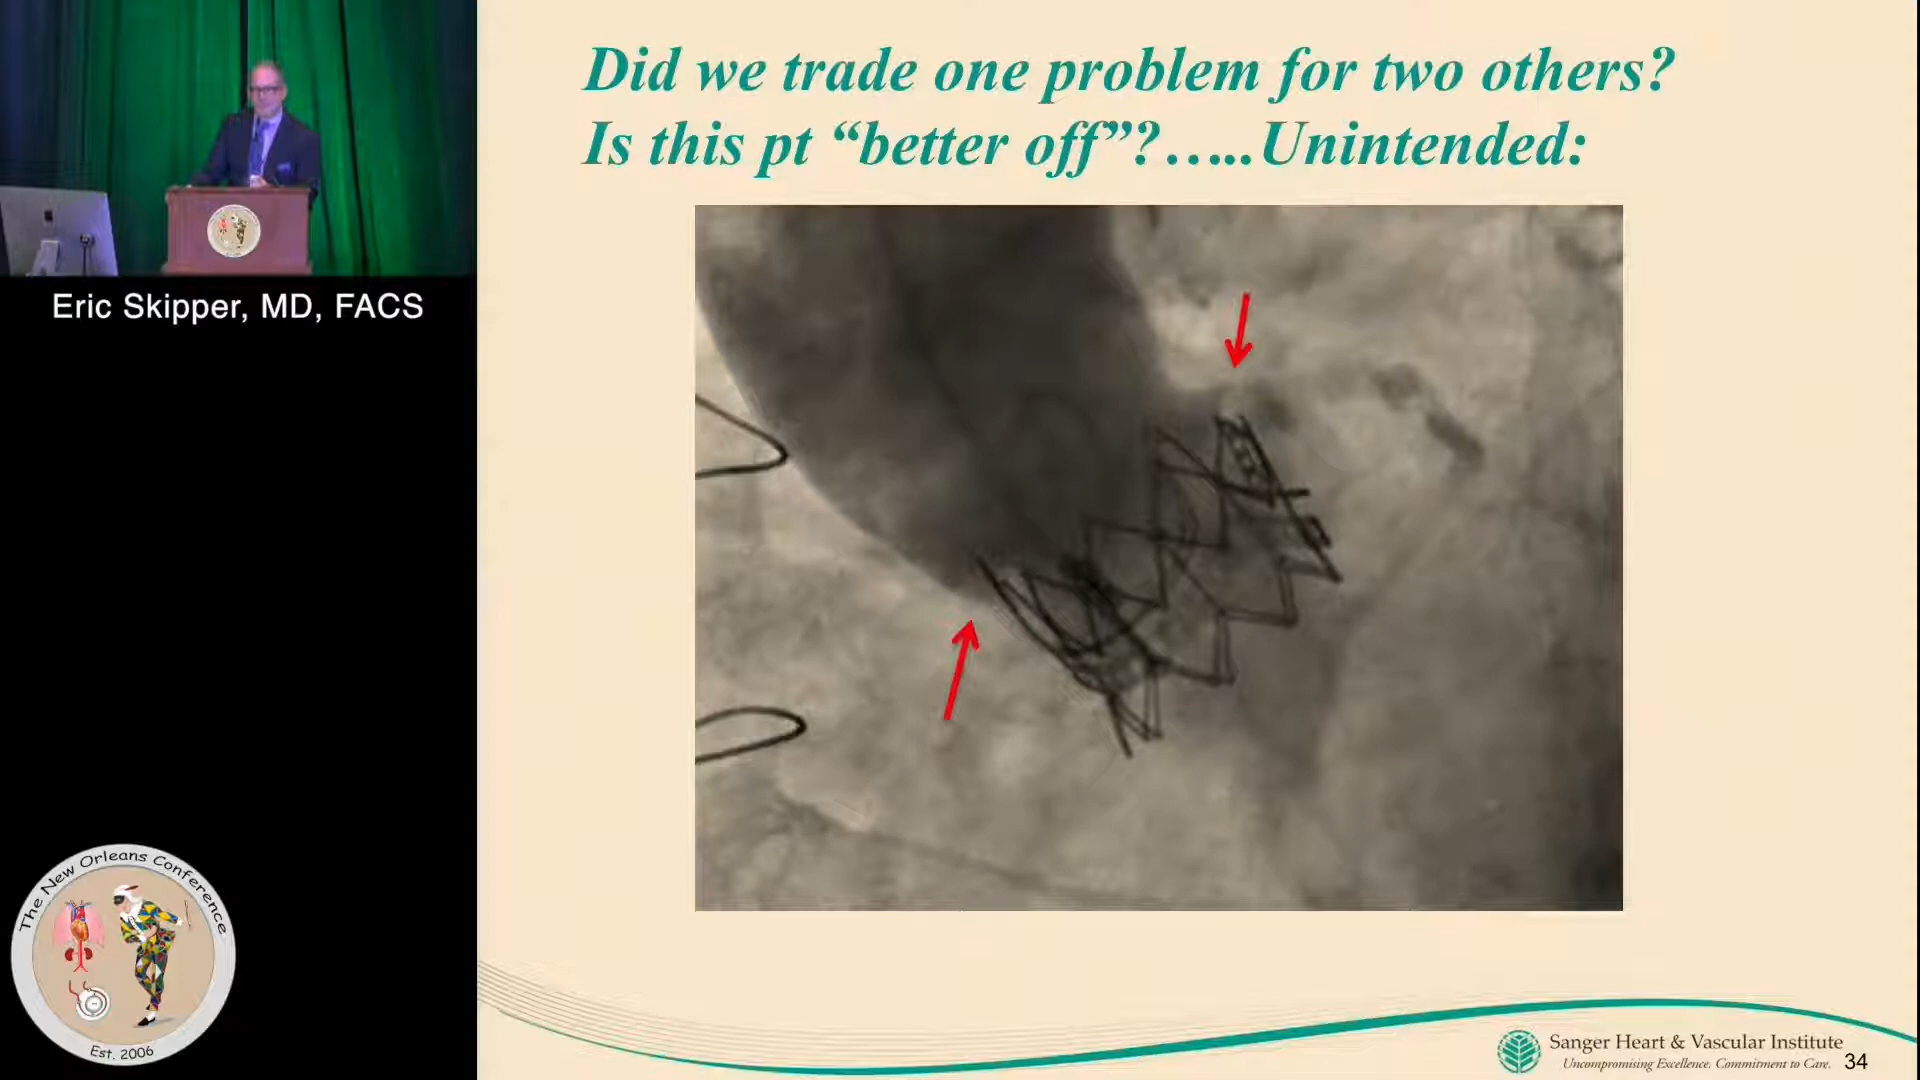 Did we trade one problem for two others?
Is this pt “better off”?…..Unintended:
Eric Skipper, MD, FACS
The New Orleans Conference
Est. 2006
Sanger Heart & Vascular Institute
Uncompromising Excellence. Commitment to Care.
34